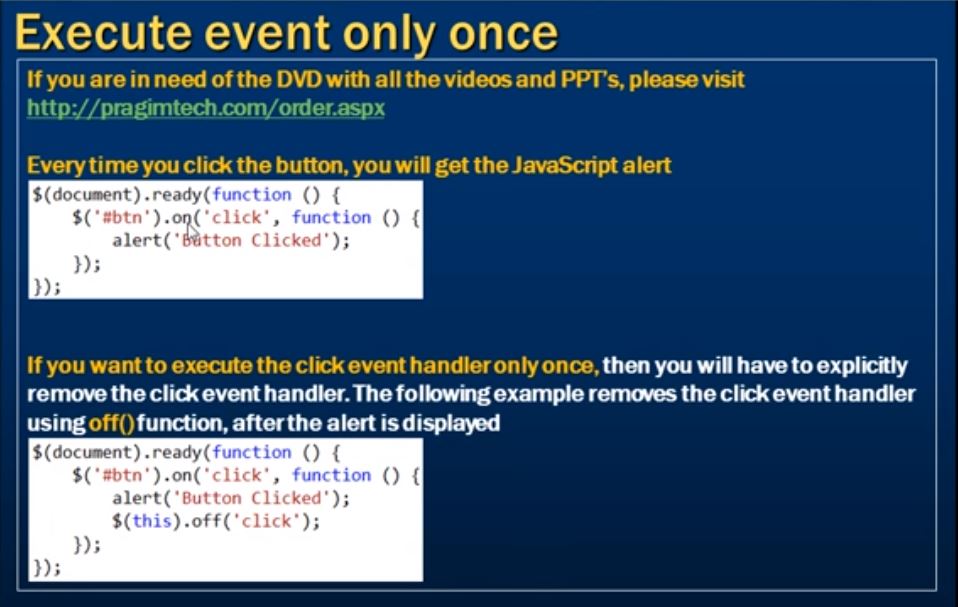 Execute event only once
If you are in need of the DVD with all the videos and PPT's, please visit
http://pragimtech.com/order.aspx
Every time you click the button, you will get the JavaScript alert
$(document).ready(function () {
    $('#btn').on('click', function () {
        alert('Button Clicked');
    });
});
If you want to execute the click event handler only once, then you will have to explicitly
remove the click event handler. The following example removes the click event handler
using off() function, after the alert is displayed
$(document).ready(function () {
    $('#btn').on('click', function () {
        alert('Button Clicked');
        $(this).off('click');
    });
});